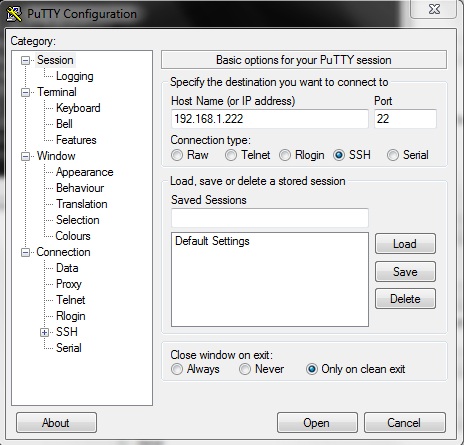 PuTTY Configuration
Category:
Session
Logging
Terminal
Keyboard
Bell
Features
Window
Appearance
Behaviour
Translation
Selection
Colours
Connection
Data
Proxy
Telnet
Rlogin
SSH
Serial
Basic options for your PuTTY session
Specify the destination you want to connect to
Host Name (or IP address) Port
192.168.1.222 22
Connection type:
Raw Telnet Rlogin SSH Serial
Load, save or delete a stored session
Saved Sessions
Default Settings
Load
Save
Delete
Close window on exit:
Always Never Only on clean exit
About Open Cancel